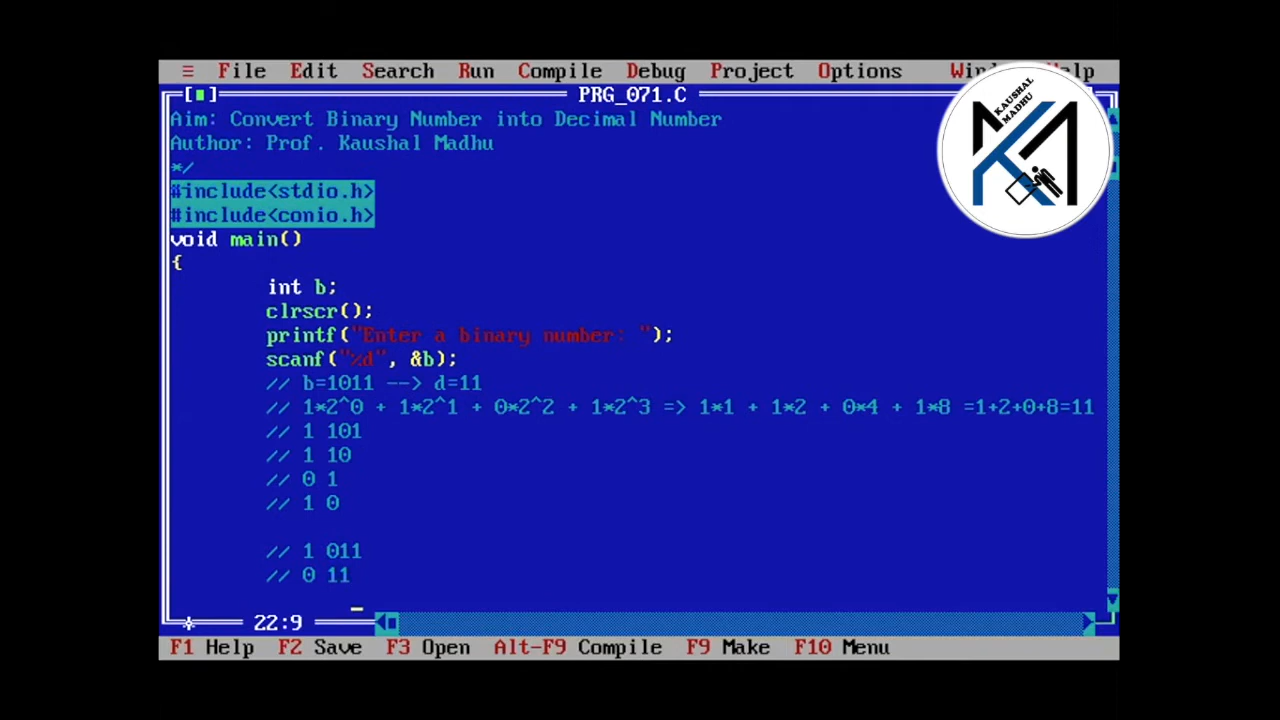 ≡ File Edit Search Run Compile Debug Project Options
KAUSHAL
MADHU
[■] PRG_071.C
Aim: Convert Binary Number into Decimal Number
Author: Prof. Kaushal Madhu
*/
#include<stdio.h>
#include<conio.h>
void main()
{
int b;
clrscr();
printf("Enter a binary number: ");
scanf("%d", &b);
// b=1011 --> d=11
// 1*2^0 + 1*2^1 + 0*2^2 + 1*2^3 => 1*1 + 1*2 + 0*4 + 1*8 =1+2+0+8=11
// 1 101
// 1 10
// 0 1
// 1 0
// 1 011
// 0 11
22:9
F1 Help F2 Save F3 Open Alt-F9 Compile F9 Make F10 Menu